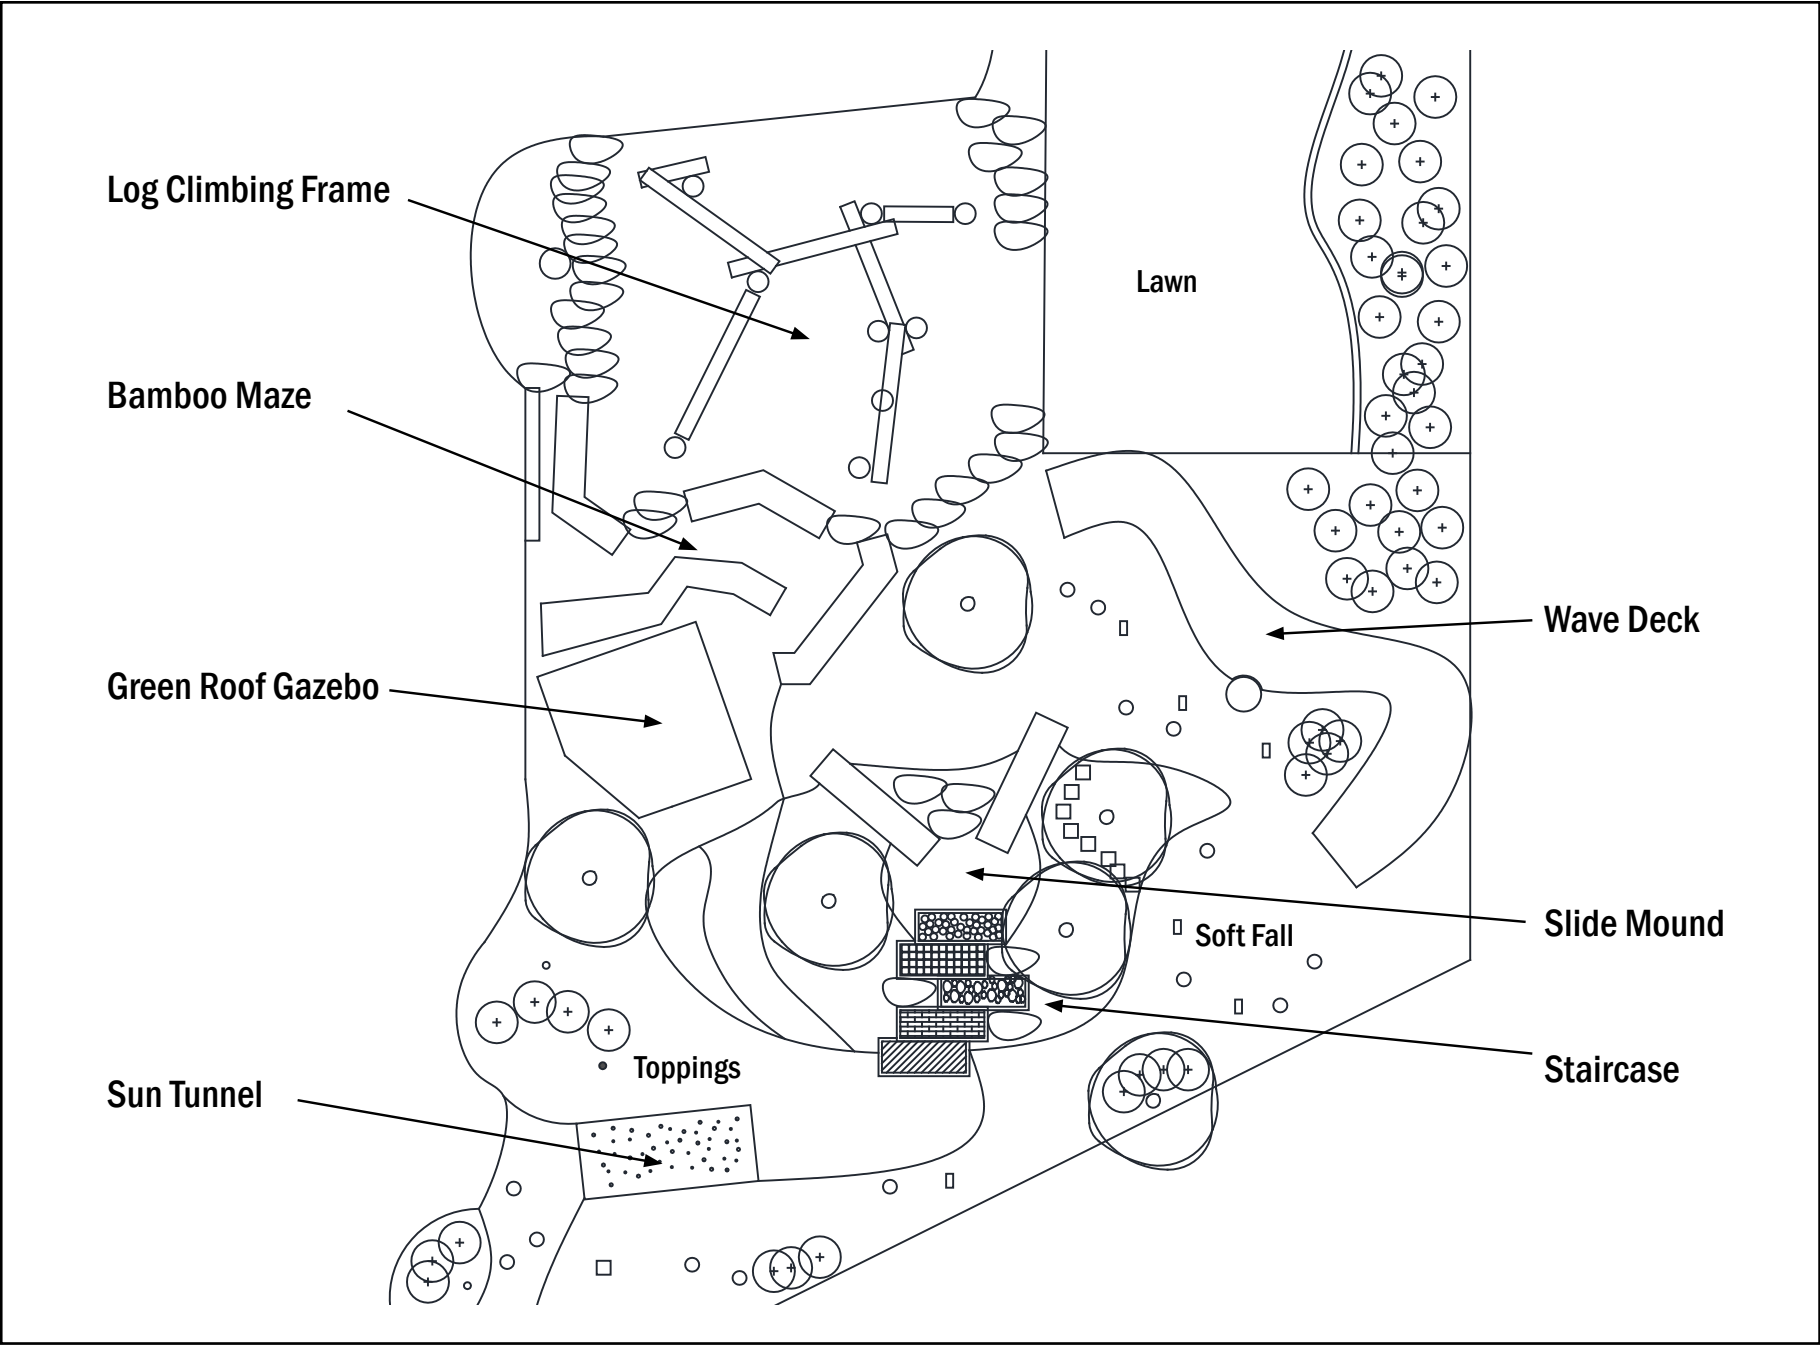 Log Climbing Frame
Lawn
Bamboo Maze
Wave Deck
Green Roof Gazebo
Slide Mound
Soft Fall
Toppings
Staircase
Sun Tunnel